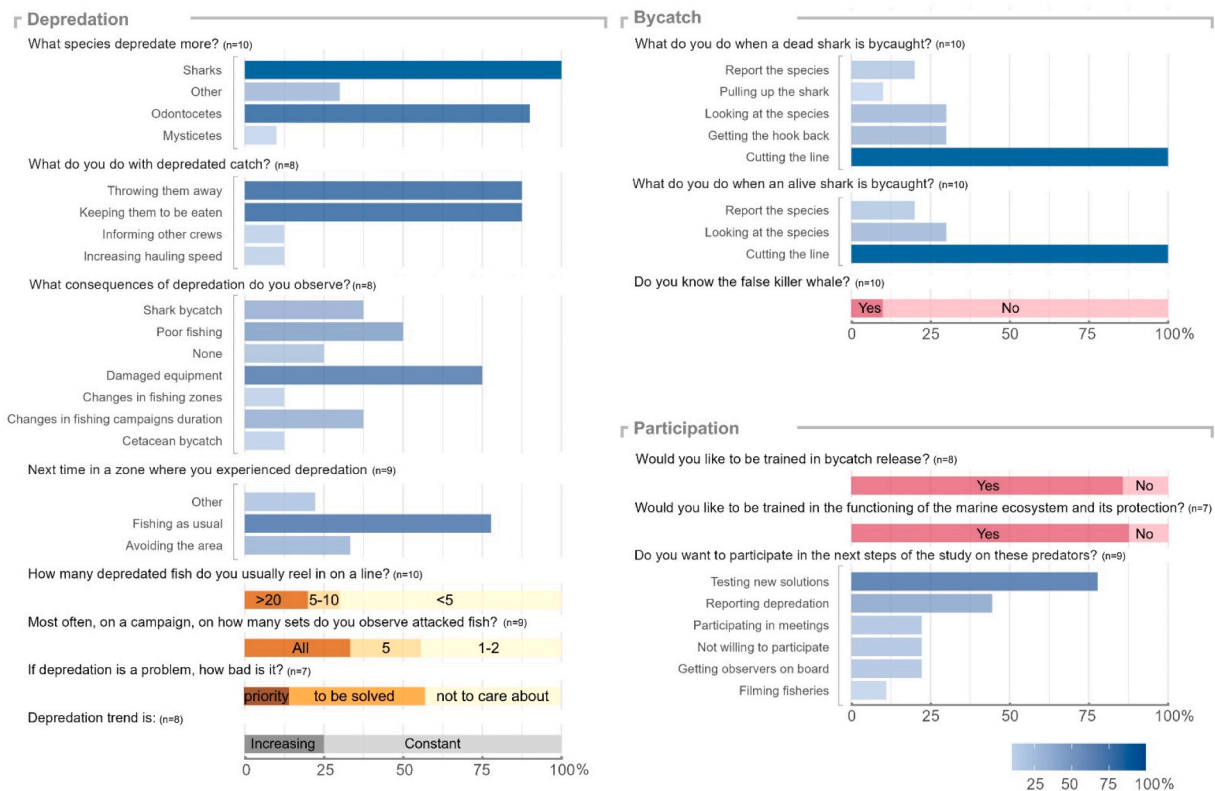 Depredation
What species depredate more? (n=10)
Sharks
Other
Odontocetes
Mysticetes
What do you do with depredated catch? (n=8)
Throwing them away
Keeping them to be eaten
Informing other crews
Increasing hauling speed
What consequences of depredation do you observe? (n=8)
Shark bycatch
Poor fishing
None
Damaged equipment
Changes in fishing zones
Changes in fishing campaigns duration
Cetacean bycatch
Next time in a zone where you experienced depredation (n=9)
Other
Fishing as usual
Avoiding the area
How many depredated fish do you usually reel in on a line? (n=10)
>20 5-10 <5
Most often, on a campaign, on how many sets do you observe attacked fish? (n=9)
All 5 1-2
If depredation is a problem, how bad is it? (n=7)
priority to be solved not to care about
Depredation trend is: (n=8)
Increasing Constant
0 25 50 75 100%
Bycatch
What do you do when a dead shark is bycaught? (n=10)
Report the species
Pulling up the shark
Looking at the species
Getting the hook back
Cutting the line
What do you do when an alive shark is bycaught? (n=10)
Report the species
Looking at the species
Cutting the line
Do you know the false killer whale? (n=10)
Yes No
0 25 50 75 100%
Participation
Would you like to be trained in bycatch release? (n=8)
Yes No
Would you like to be trained in the functioning of the marine ecosystem and its protection? (n=7)
Yes No
Do you want to participate in the next steps of the study on these predators? (n=9)
Testing new solutions
Reporting depredation
Participating in meetings
Not willing to participate
Getting observers on board
Filming fisheries
0 25 50 75 100%
25 50 75 100%